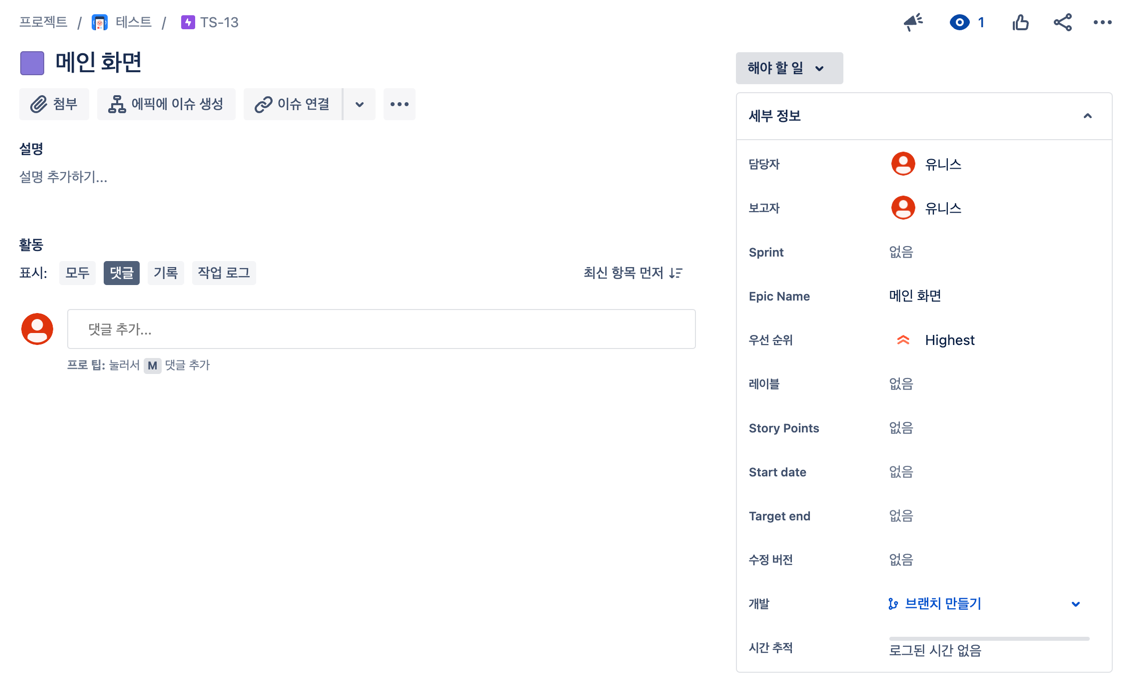 프로젝트 / 테스트 / TS-13
1
메인 화면
첨부 에픽에 이슈 생성 이슈 연결
설명
설명 추가하기...
활동
표시: 모두 댓글 기록 작업 로그 최신 항목 먼저
댓글 추가...
프로 팁: 눌러서 M 댓글 추가
해야 할 일
세부 정보
담당자 유니스
보고자 유니스
Sprint 없음
Epic Name 메인 화면
우선 순위 Highest
레이블 없음
Story Points 없음
Start date 없음
Target end 없음
수정 버전 없음
개발 브랜치 만들기
시간 추적 로그된 시간 없음